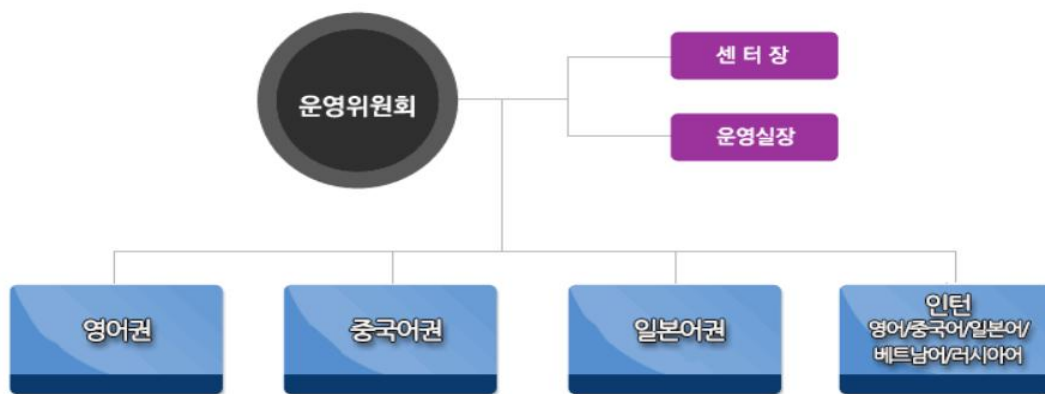 센 터 장
운영위원회
운영실장
영어권
중국어권
일본어권
인턴
영어/중국어/일본어/
베트남어/러시아어